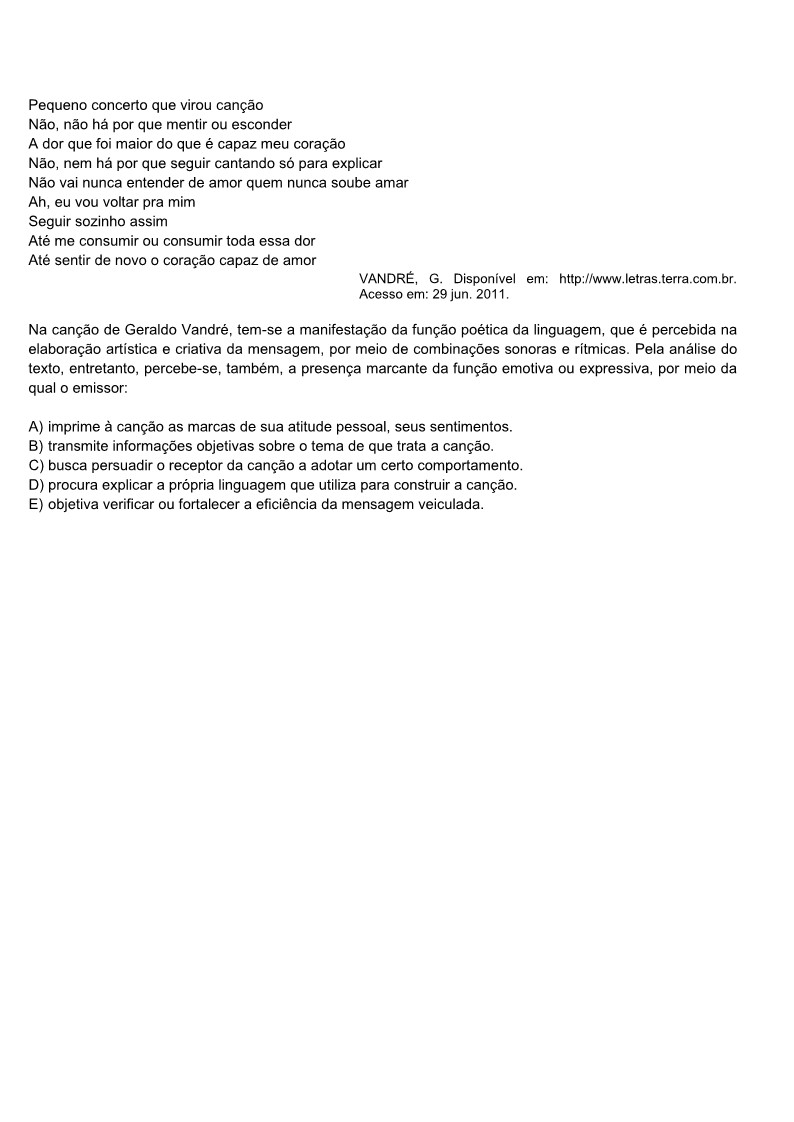 Pequeno concerto que virou canção
Não, não há por que mentir ou esconder
A dor que foi maior do que é capaz meu coração
Não, nem há por que seguir cantando só para explicar
Não vai nunca entender de amor quem nunca soube amar
Ah, eu vou voltar pra mim
Seguir sozinho assim
Até me consumir ou consumir toda essa dor
Até sentir de novo o coração capaz de amor
VANDRÉ, G. Disponível em: http://www.letras.terra.com.br.
Acesso em: 29 jun. 2011.
Na canção de Geraldo Vandré, tem-se a manifestação da função poética da linguagem, que é percebida na
elaboração artística e criativa da mensagem, por meio de combinações sonoras e rítmicas. Pela análise do
texto, entretanto, percebe-se, também, a presença marcante da função emotiva ou expressiva, por meio da
qual o emissor:
A) imprime à canção as marcas de sua atitude pessoal, seus sentimentos.
B) transmite informações objetivas sobre o tema de que trata a canção.
C) busca persuadir o receptor da canção a adotar um certo comportamento.
D) procura explicar a própria linguagem que utiliza para construir a canção.
E) objetiva verificar ou fortalecer a eficiência da mensagem veiculada.